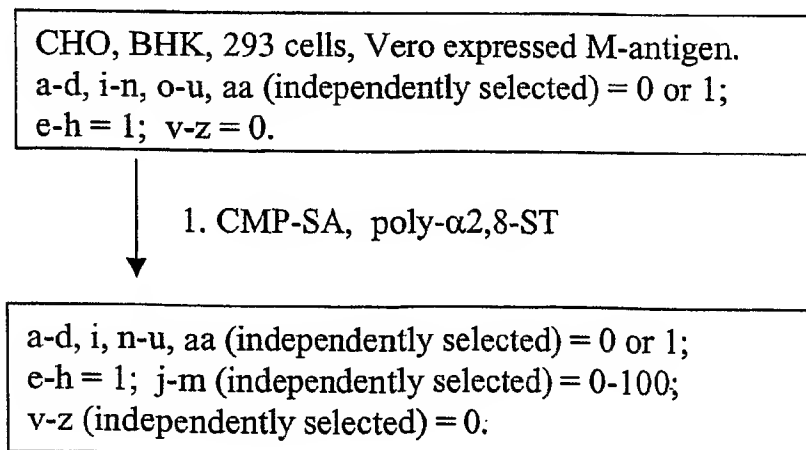 CHO, BHK, 293 cells, Vero expressed M-antigen.
a-d, i-n, o-u, aa (independently selected) = 0 or 1;
e-h = 1; v-z = 0.
1. CMP-SA, poly-α2,8-ST
a-d, i, n-u, aa (independently selected) = 0 or 1;
e-h = 1; j-m (independently selected) = 0-100;
v-z (independently selected) = 0.